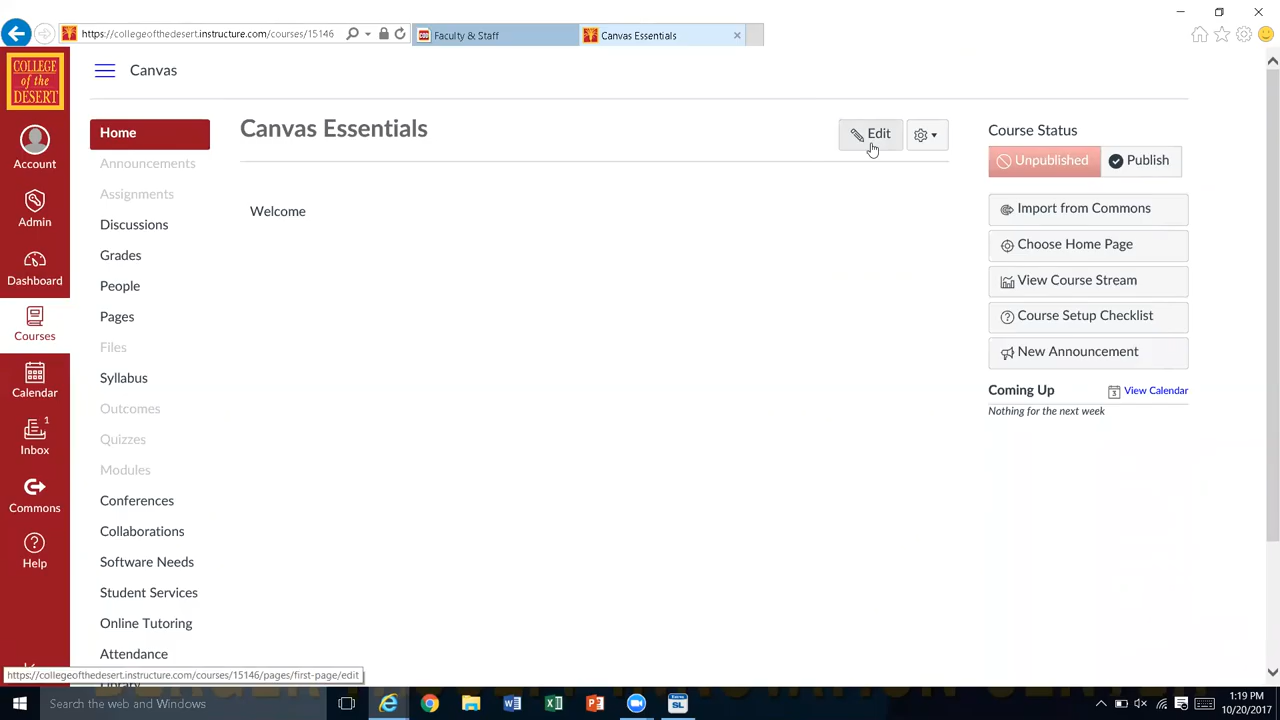 https://collegeofthedesert.instructure.com/courses/15146
Faculty & Staff
Canvas Essentials
COLLEGE
of the
DESERT
Canvas
Account
Admin
Dashboard
Courses
Calendar
1
Inbox
Commons
Help
Home
Announcements
Assignments
Discussions
Grades
People
Pages
Files
Syllabus
Outcomes
Quizzes
Modules
Conferences
Collaborations
Software Needs
Student Services
Online Tutoring
Attendance
Library
Canvas Essentials
Edit
Welcome
Course Status
Unpublished
Publish
Import from Commons
Choose Home Page
View Course Stream
Course Setup Checklist
New Announcement
Coming Up
3 View Calendar
Nothing for the next week
https://collegeofthedesert.instructure.com/courses/15146/pages/first-page/edit
Search the web and Windows
1:19 PM
10/20/2017